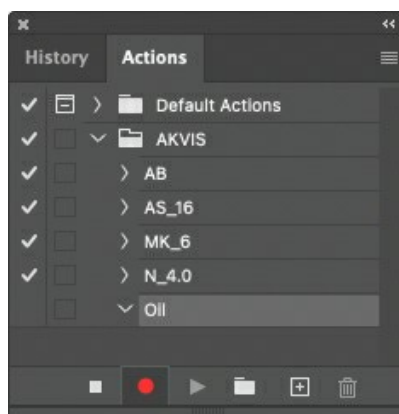 History Actions
Default Actions
AKVIS
AB
AS_16
MK_6
N_4.0
Oil